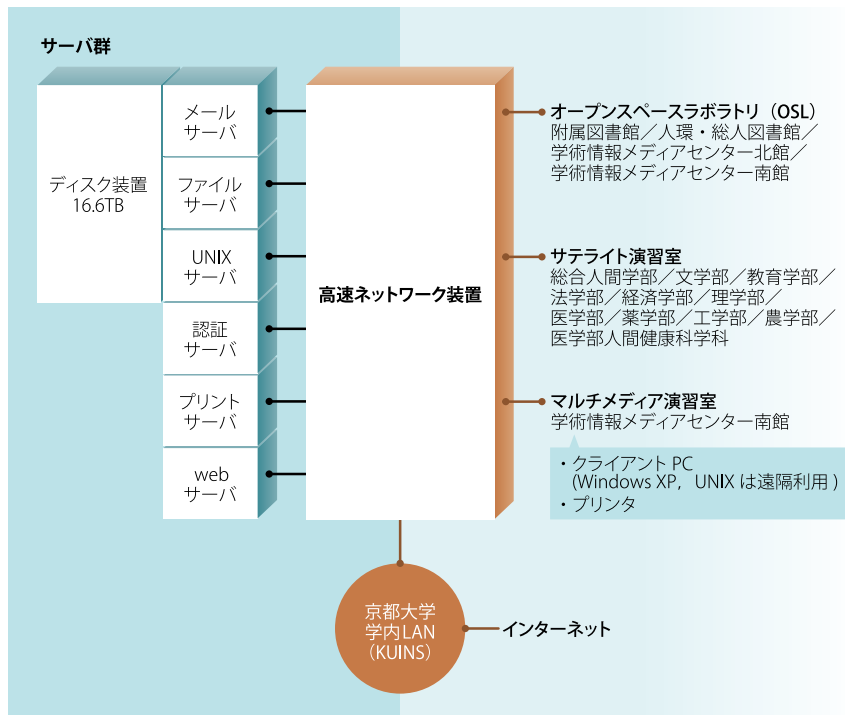 サーバ群
ディスク装置
16.6TB
メール
サーバ
ファイル
サーバ
UNIX
サーバ
認証
サーバ
プリント
サーバ
web
サーバ
高速ネットワーク装置
オープンスペースラボラトリ（OSL）
附属図書館／人環・総人図書館／
学術情報メディアセンター北館／
学術情報メディアセンター南館
サテライト演習室
総合人間学部／文学部／教育学部／
法学部／経済学部／理学部／
医学部／薬学部／工学部／農学部／
医学部人間健康科学科
マルチメディア演習室
学術情報メディアセンター南館
・クライアント PC
(Windows XP, UNIX は遠隔利用 )
・プリンタ
京都大学
学内LAN
（KUINS）
インターネット